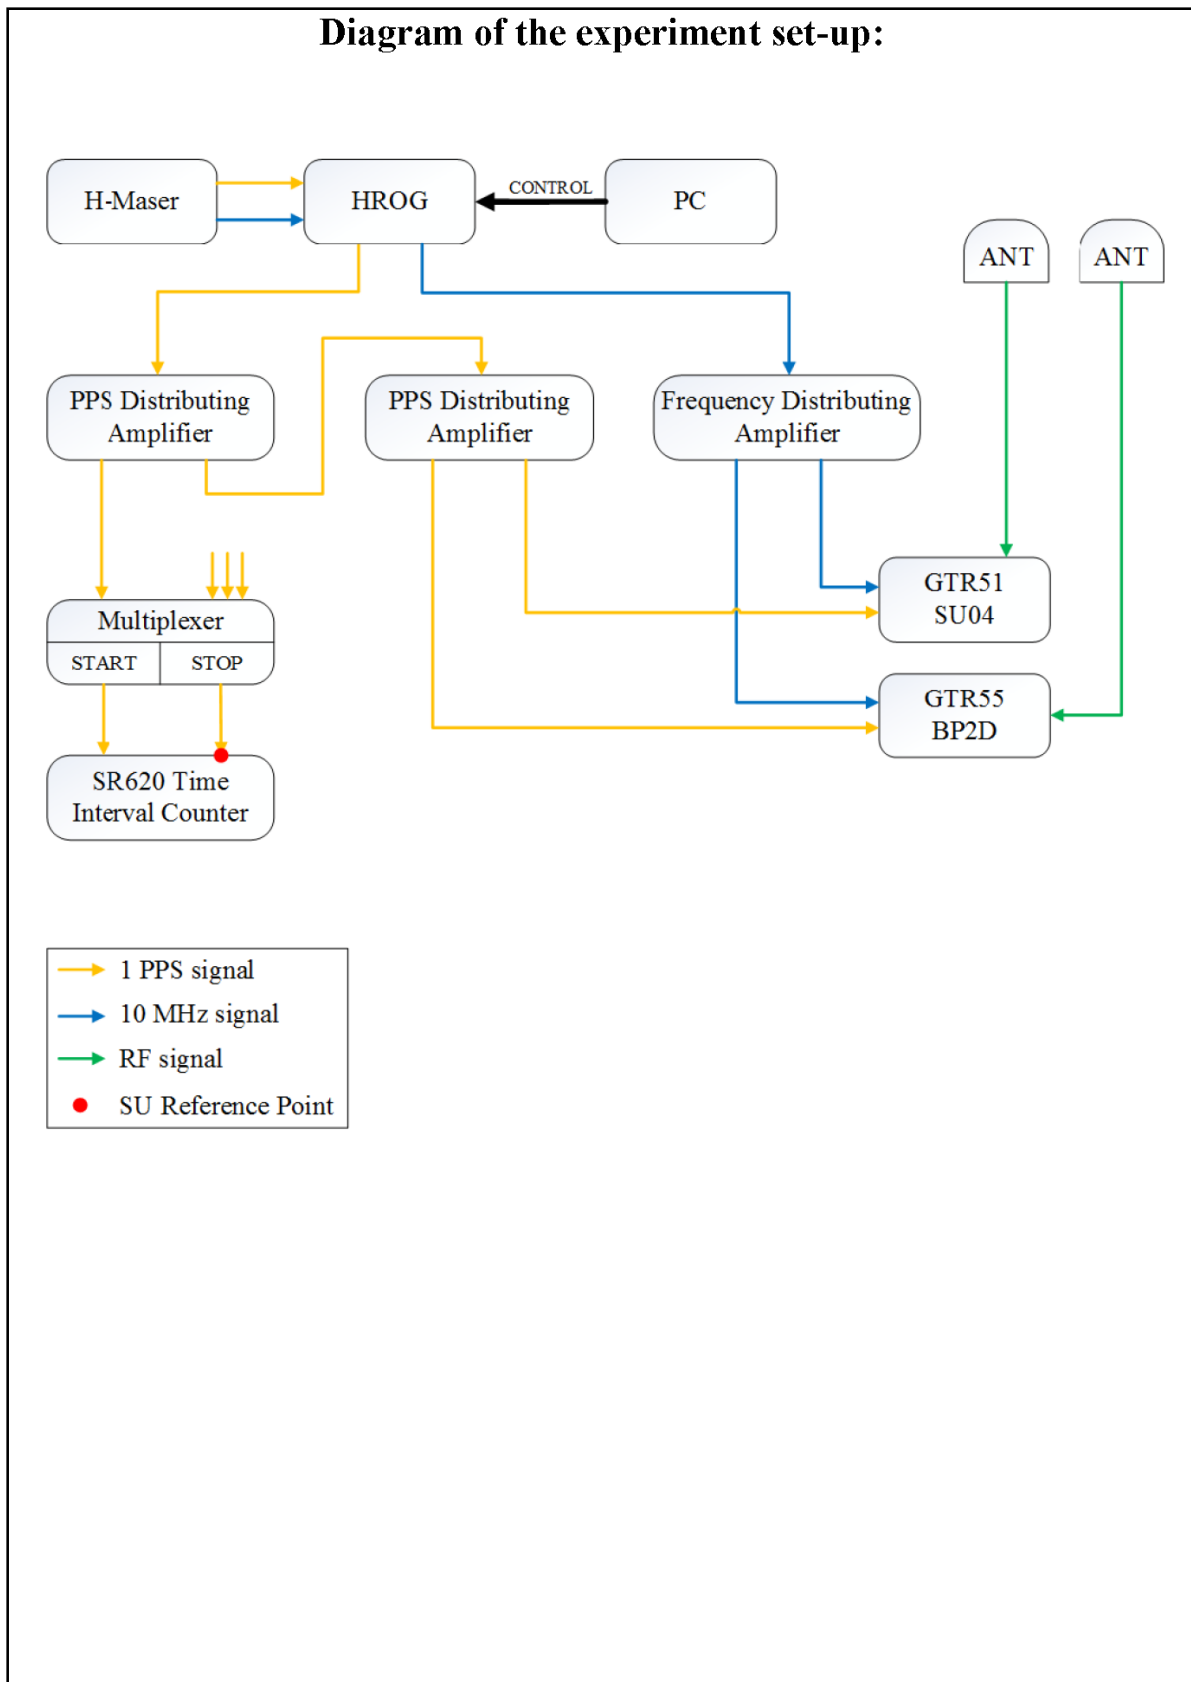 Diagram of the experiment set-up:
H-Maser
HROG
CONTROL
PC
ANT
ANT
PPS Distributing
Amplifier
PPS Distributing
Amplifier
Frequency Distributing
Amplifier
GTR51
SU04
Multiplexer
START
STOP
GTR55
BP2D
SR620 Time
Interval Counter
1 PPS signal
10 MHz signal
RF signal
SU Reference Point